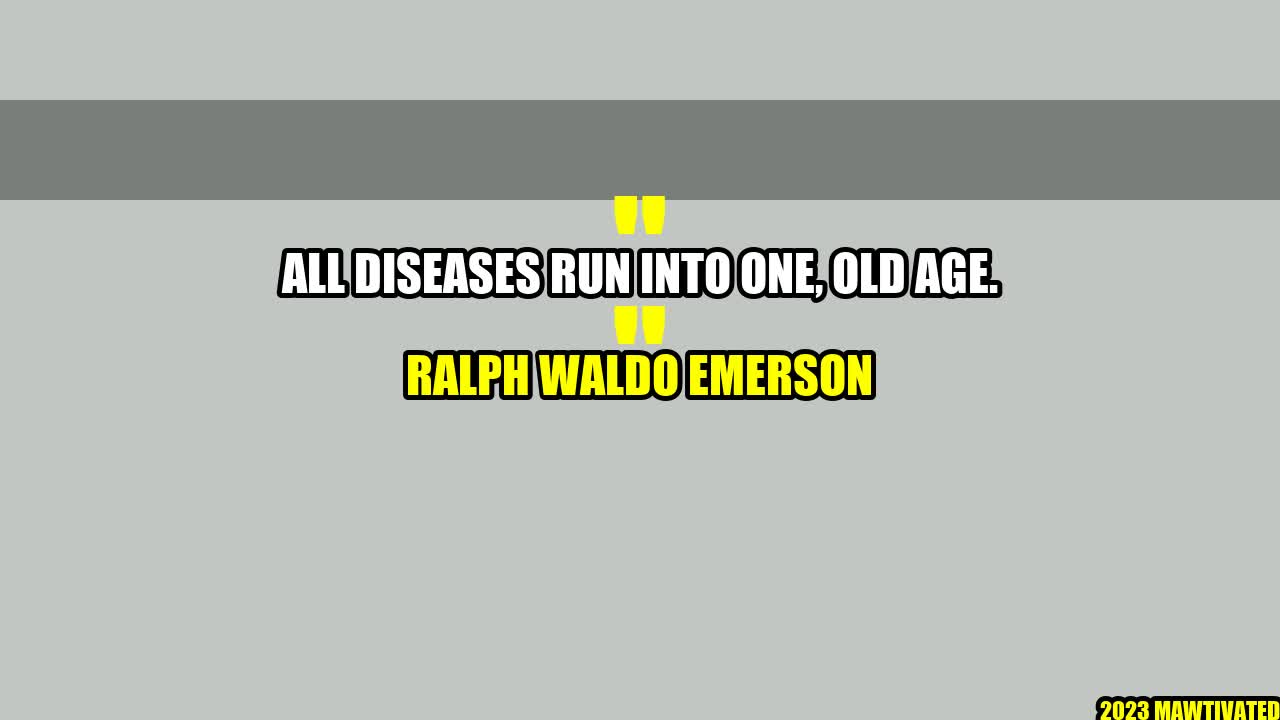 "
ALL DISEASES RUN INTO ONE, OLD AGE.
"
RALPH WALDO EMERSON
2023 MAWTIVATED